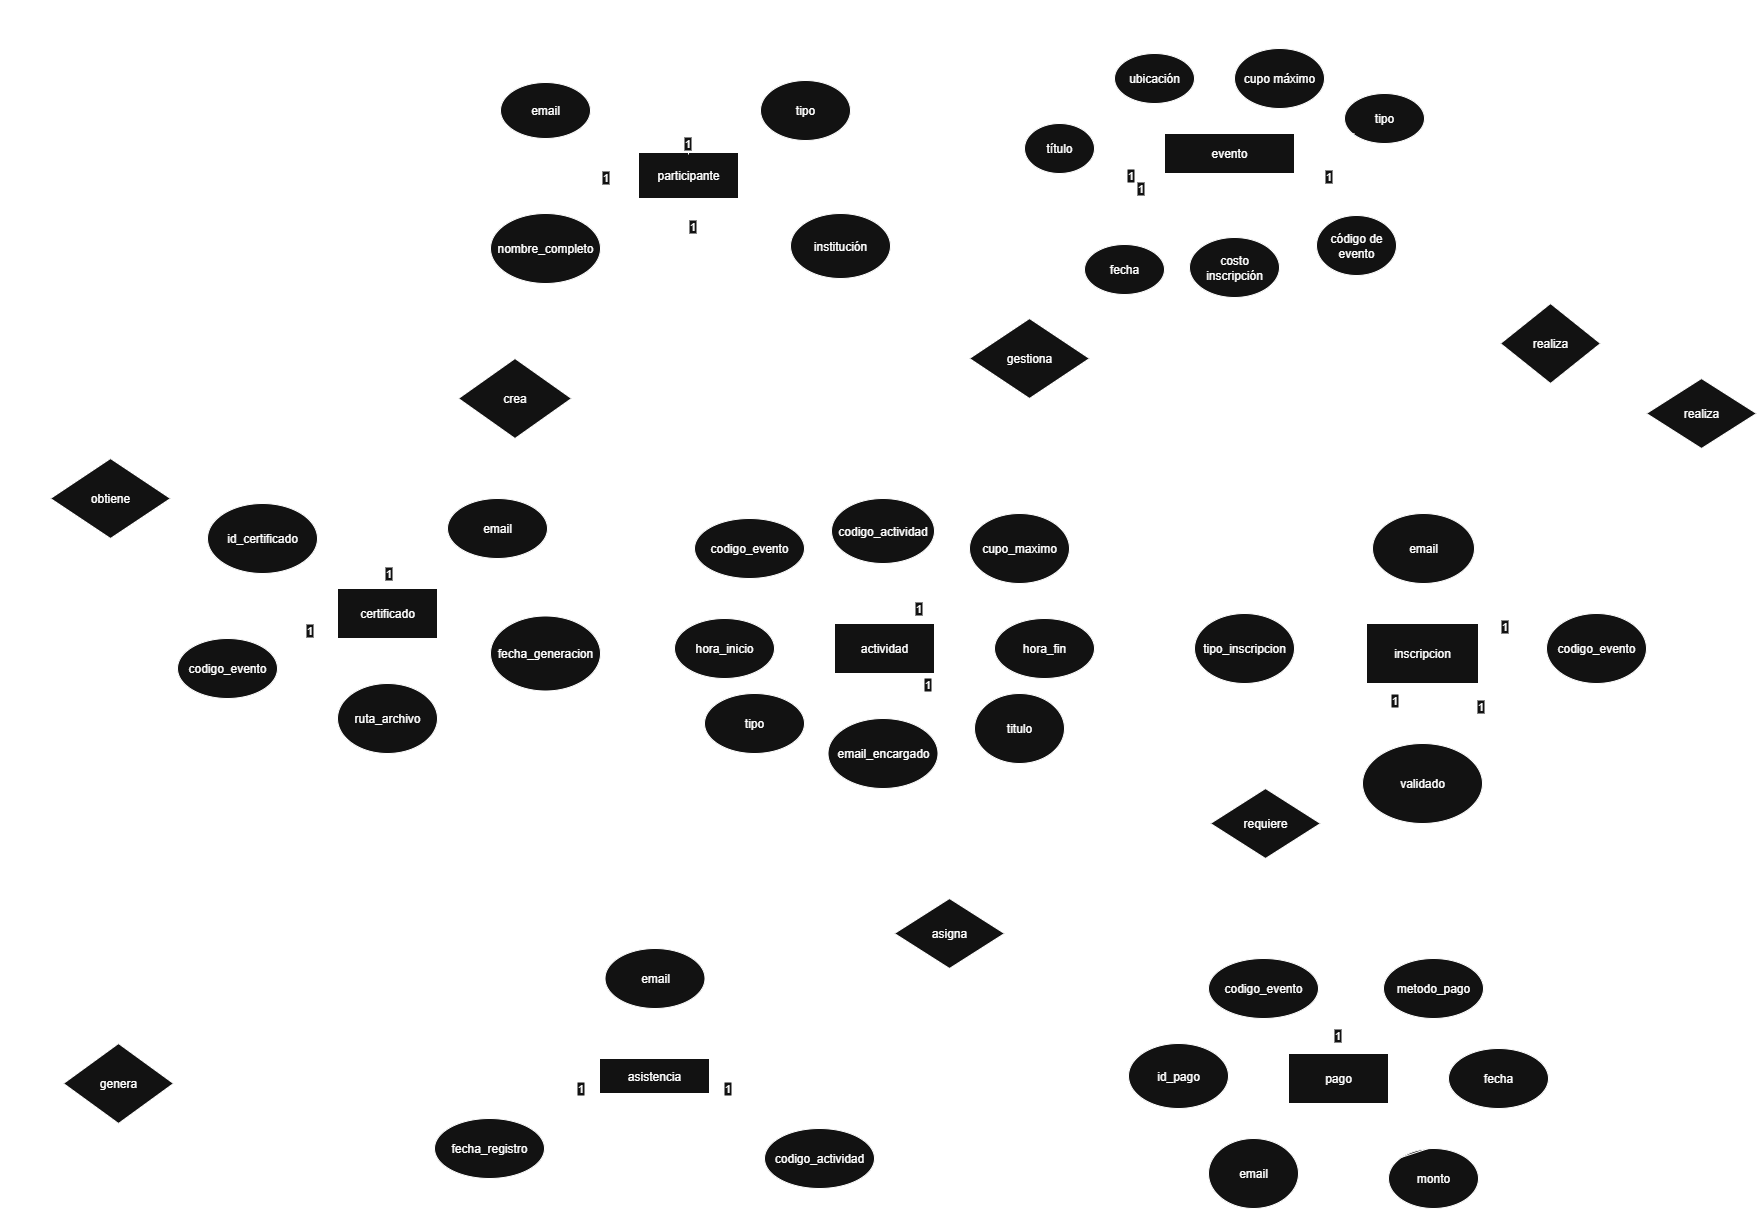 ubicación
cupo máximo
email
tipo
tipo
título
evento
1
participante
1
1
1
1
1
nombre_completo
institución
código de
evento
fecha
costo
inscripción
gestiona
realiza
crea
realiza
obtiene
id_certificado
email
codigo_evento
codigo_actividad
cupo_maximo
email
1
certificado
1
codigo_evento
fecha_generacion
ruta_archivo
1
hora_inicio
actividad
hora_fin
1
tipo
email_encargado
titulo
tipo_inscripcion
inscripcion
1
codigo_evento
1
1
validado
requiere
asigna
email
codigo_evento
metodo_pago
1
genera
asistencia
1
1
id_pago
pago
fecha
fecha_registro
codigo_actividad
email
monto